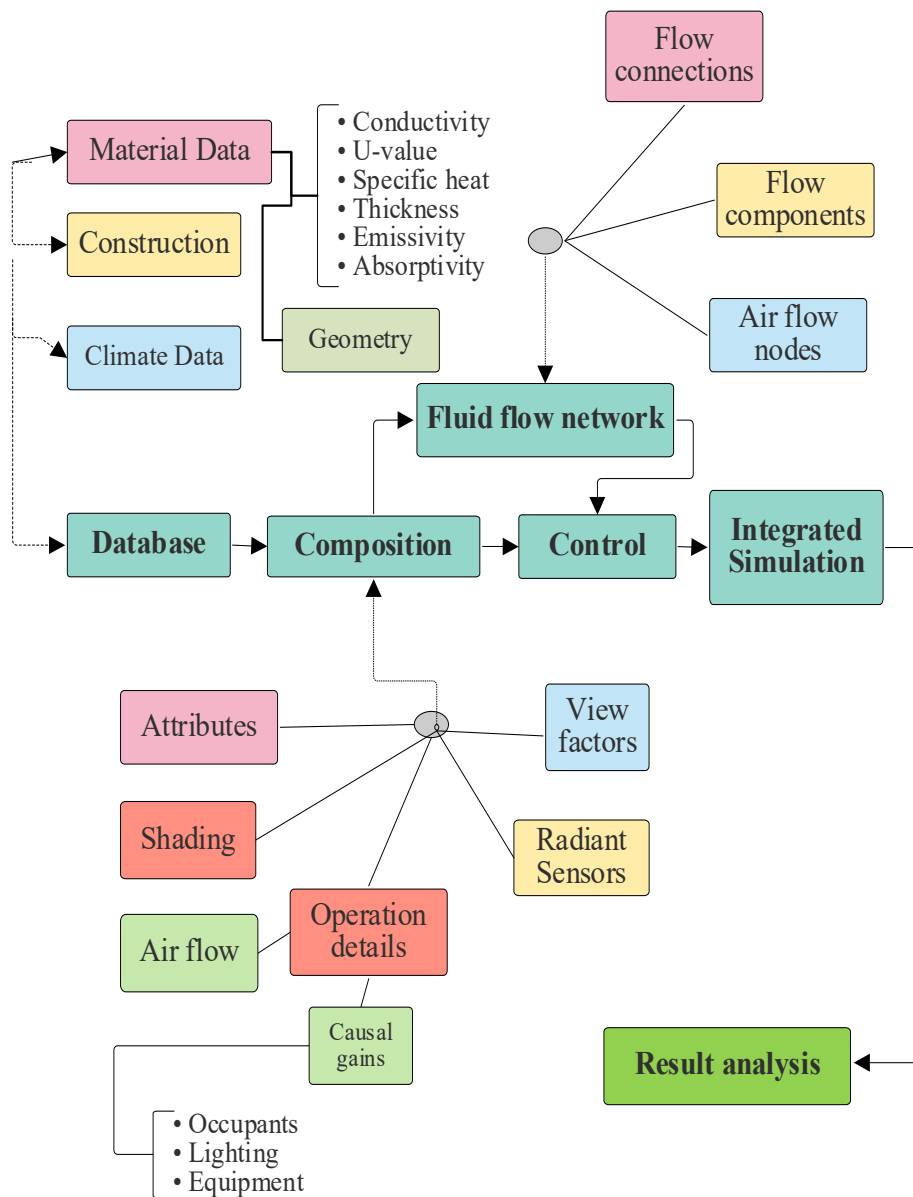 Flow
connections
Material Data
• Conductivity
• U-value
• Specific heat
• Thickness
• Emissivity
• Absorptivity
Flow
components
Construction
Air flow
nodes
Climate Data
Geometry
Fluid flow network
Database
Composition
Control
Integrated
Simulation
Attributes
View
factors
Shading
Radiant
Sensors
Operation
details
Air flow
Causal
gains
Result analysis
• Occupants
• Lighting
• Equipment